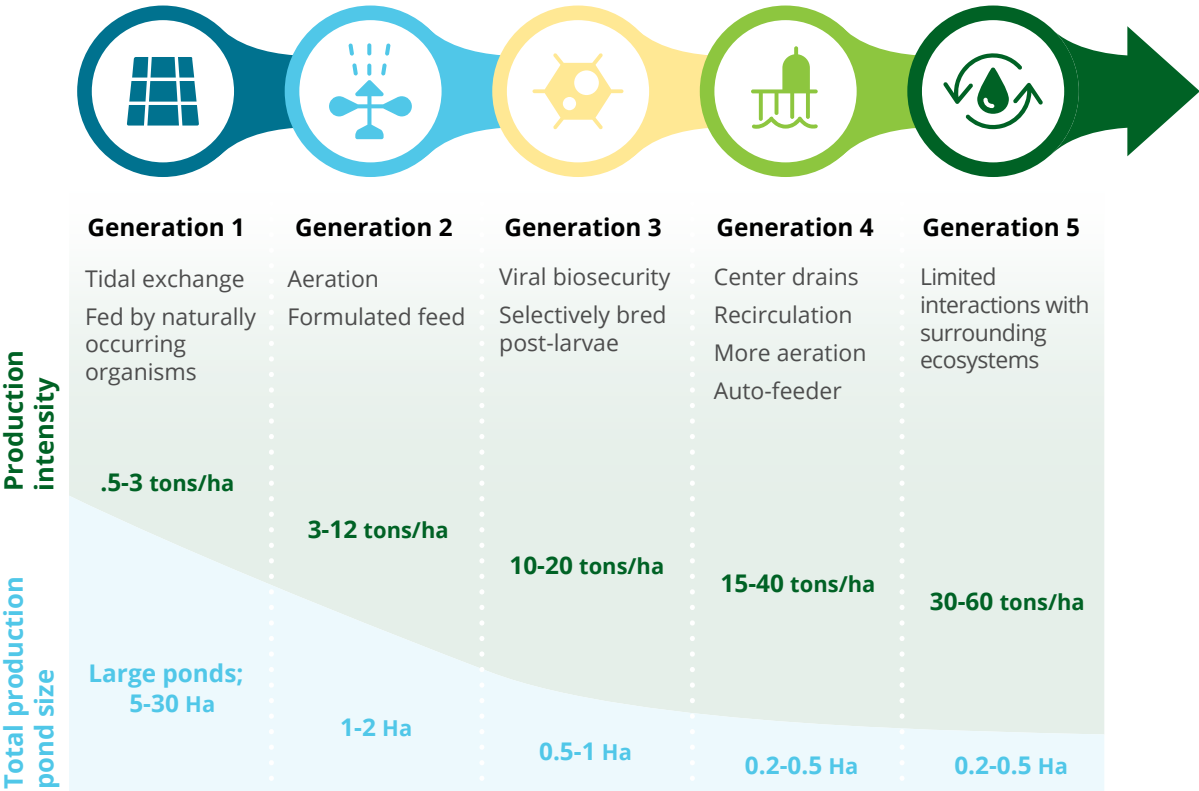 Generation 1
Tidal exchange
Fed by naturally
occurring
organisms
.5-3 tons/ha
Large ponds;
5-30 Ha
Generation 2
Aeration
Formulated feed
3-12 tons/ha
1-2 Ha
Generation 3
Viral biosecurity
Selectively bred
post-larvae
10-20 tons/ha
0.5-1 Ha
Generation 4
Center drains
Recirculation
More aeration
Auto-feeder
15-40 tons/ha
0.2-0.5 Ha
Generation 5
Limited
interactions with
surrounding
ecosystems
30-60 tons/ha
0.2-0.5 Ha
Production
intensity
Total production
pond size